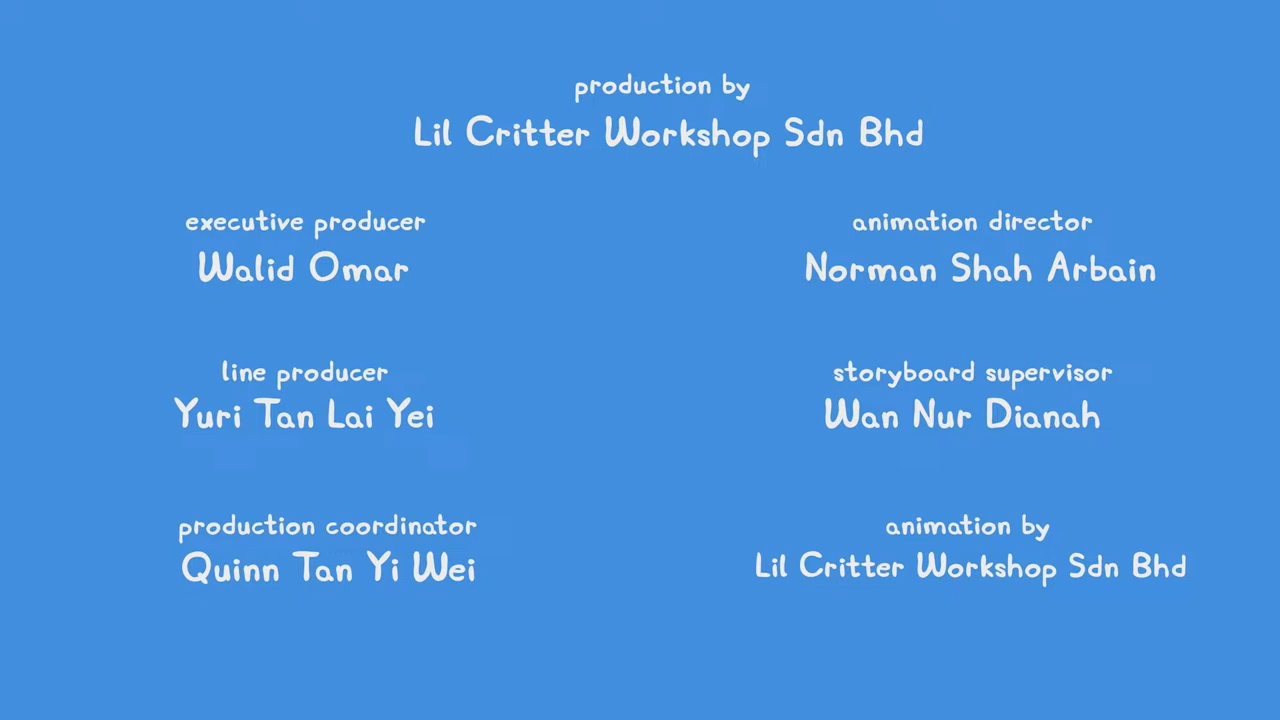 production by
Lil Critter Workshop Sdn Bhd
executive producer
Walid Omar
animation director
Norman Shah Arbain
line producer
Yuri Tan Lai Yei
storyboard supervisor
Wan Nur Dianah
production coordinator
Quinn Tan Yi Wei
animation by
Lil Critter Workshop Sdn Bhd